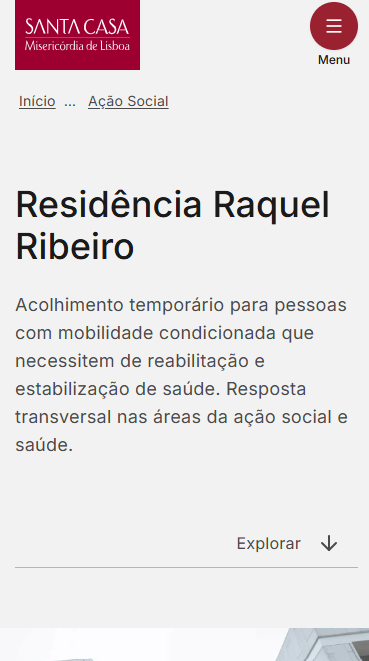 SANTA CASA
Misericórdia de Lisboa
Menu
Início ... Ação Social
Residência Raquel
Ribeiro
Acolhimento temporário para pessoas
com mobilidade condicionada que
necessitem de reabilitação e
estabilização de saúde. Resposta
transversal nas áreas da ação social e
saúde.
Explorar